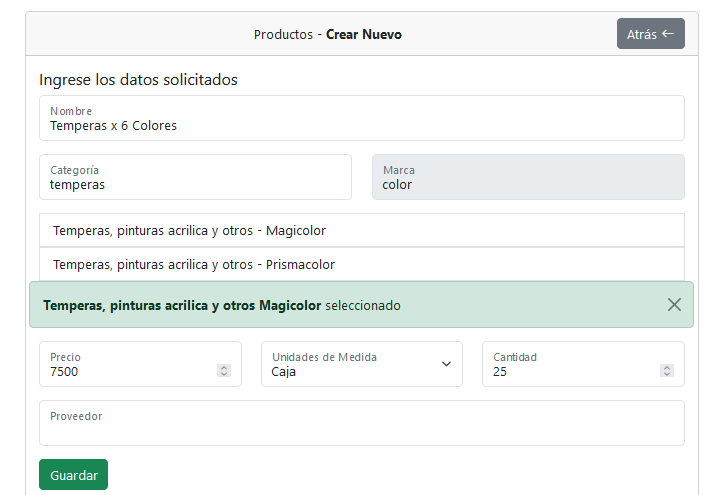 Productos - Crear Nuevo
Atrás ←
Ingrese los datos solicitados
Nombre
Temperas x 6 Colores
Categoría
temperas
Marca
color
Temperas, pinturas acrilica y otros - Magicolor
Temperas, pinturas acrilica y otros - Prismacolor
Temperas, pinturas acrilica y otros Magicolor seleccionado
Precio
7500
Unidades de Medida
Caja
Cantidad
25
Proveedor
Guardar